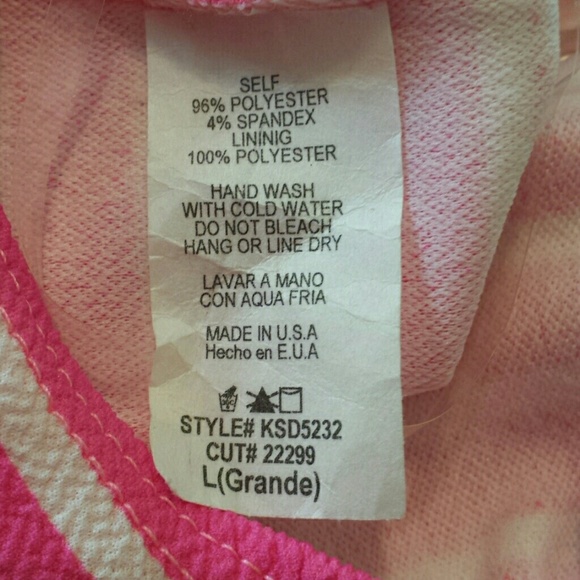 SELF
96% POLYESTER
4% SPANDEX
LINING
100% POLYESTER
HAND WASH
WITH COLD WATER
DO NOT BLEACH
HANG OR LINE DRY
LAVAR A MANO
CON AQUA FRIA
MADE IN U.S.A
Hecho en E.U.A
STYLE# KSD5232
CUT# 22299
L(Grande)